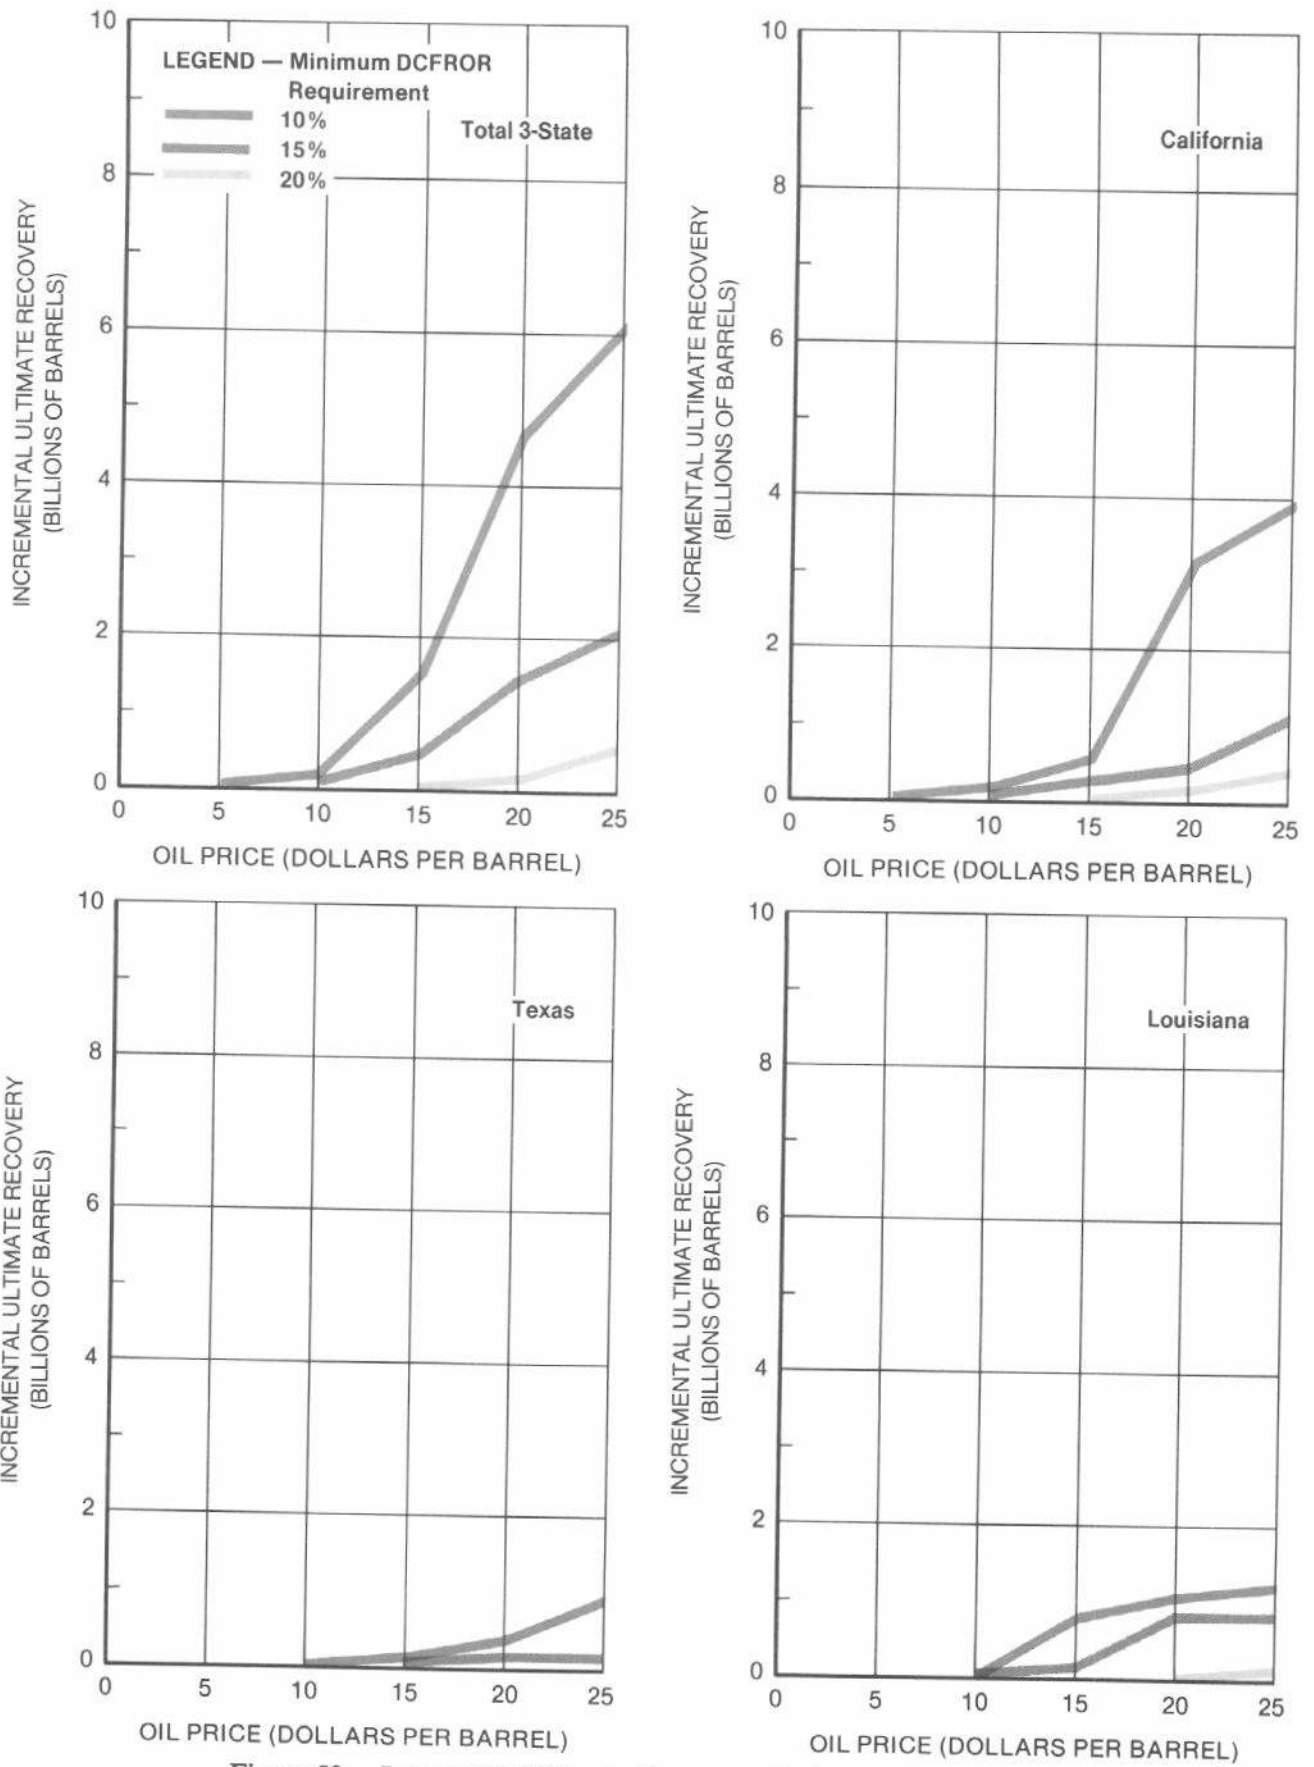 10
8
6
4
2
0
INCREMENTAL ULTIMATE RECOVERY
(BILLIONS OF BARRELS)
LEGEND — Minimum DCFROR
Requirement
10%
15%
20%
Total 3-State
0 5 10 15 20 25
OIL PRICE (DOLLARS PER BARREL)
10
8
6
4
2
0
INCREMENTAL ULTIMATE RECOVERY
(BILLIONS OF BARRELS)
California
0 5 10 15 20 25
OIL PRICE (DOLLARS PER BARREL)
10
8
6
4
2
0
INCREMENTAL ULTIMATE RECOVERY
(BILLIONS OF BARRELS)
Texas
0 5 10 15 20 25
OIL PRICE (DOLLARS PER BARREL)
10
8
6
4
2
0
INCREMENTAL ULTIMATE RECOVERY
(BILLIONS OF BARRELS)
Louisiana
0 5 10 15 20 25
OIL PRICE (DOLLARS PER BARREL)